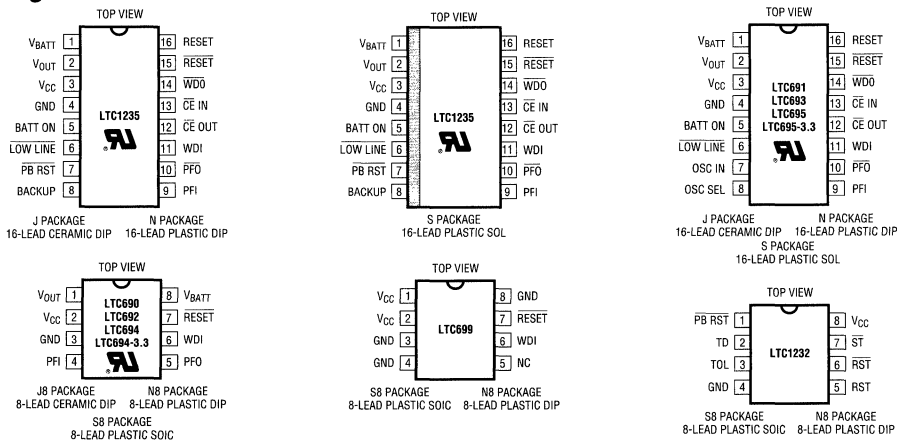 TOP VIEW
VBATT 1
VOUT 2
VCC 3
GND 4
BATT ON 5
LOW LINE 6
PB RST 7
BACKUP 8
LTC1235
16 RESET
15 RESET
14 WDO
13 CE IN
12 CE OUT
11 WDI
10 PFO
9 PFI
J PACKAGE
16-LEAD CERAMIC DIP
N PACKAGE
16-LEAD PLASTIC DIP
TOP VIEW
VBATT 1
VOUT 2
VCC 3
GND 4
BATT ON 5
LOW LINE 6
PB RST 7
BACKUP 8
LTC1235
16 RESET
15 RESET
14 WDO
13 CE IN
12 CE OUT
11 WDI
10 PFO
9 PFI
S PACKAGE
16-LEAD PLASTIC SOL
TOP VIEW
VBATT 1
VOUT 2
VCC 3
GND 4
BATT ON 5
LOW LINE 6
OSC IN 7
OSC SEL 8
LTC691
LTC693
LTC695
LTC695-3.3
16 RESET
15 RESET
14 WDO
13 CE IN
12 CE OUT
11 WDI
10 PFO
9 PFI
J PACKAGE
16-LEAD CERAMIC DIP
N PACKAGE
16-LEAD PLASTIC DIP
S PACKAGE
16-LEAD PLASTIC SOL
TOP VIEW
VOUT 1
VCC 2
GND 3
PFI 4
LTC690
LTC692
LTC694
LTC694-3.3
8 VBATT
7 RESET
6 WDI
5 PFO
J8 PACKAGE
8-LEAD CERAMIC DIP
N8 PACKAGE
8-LEAD PLASTIC DIP
S8 PACKAGE
8-LEAD PLASTIC SOIC
TOP VIEW
VCC 1
VCC 2
GND 3
GND 4
LTC699
8 GND
7 RESET
6 WDI
5 NC
S8 PACKAGE
8-LEAD PLASTIC SOIC
N8 PACKAGE
8-LEAD PLASTIC DIP
TOP VIEW
PB RST 1
TD 2
TOL 3
GND 4
LTC1232
8 VCC
7 ST
6 RST
5 RST
S8 PACKAGE
8-LEAD PLASTIC SOIC
N8 PACKAGE
8-LEAD PLASTIC DIP